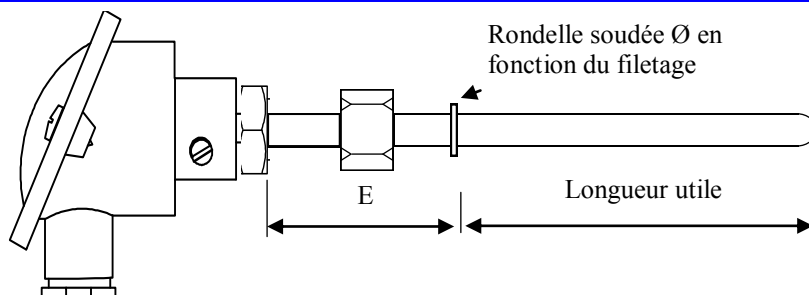 Rondelle soudée Ø en
fonction du filetage
E
Longueur utile